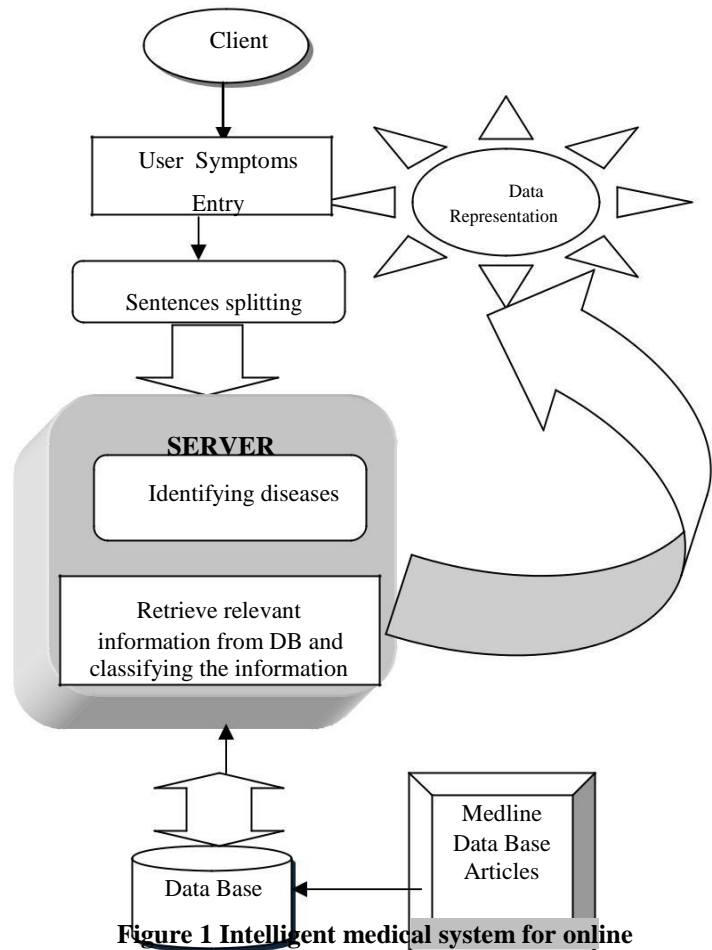 Client
User Symptoms
Entry
Data
Representation
Sentences splitting
SERVER
Identifying diseases
Retrieve relevant
information from DB and
classifying the information
Medline
Data Base
Articles
Data Base
Figure 1 Intelligent medical system for online